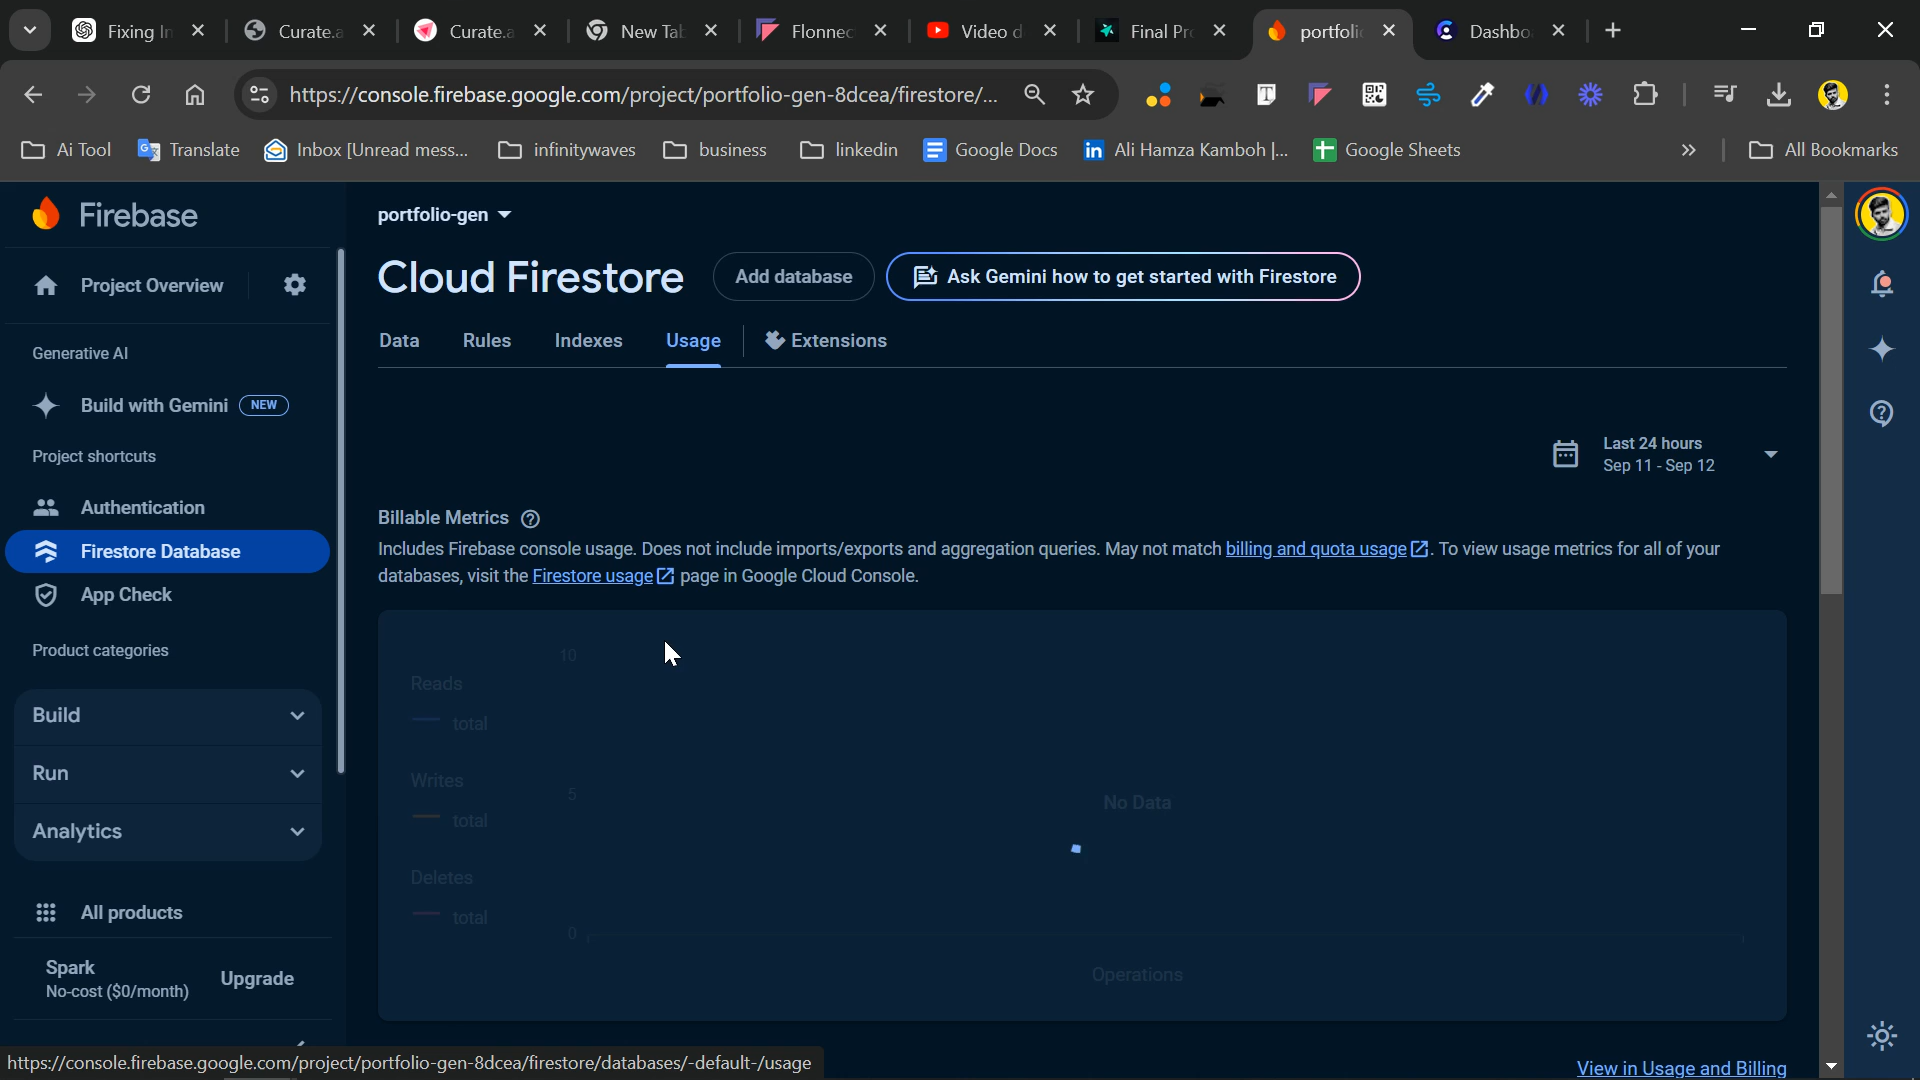 Fixing In
Curate.a
Curate.a
New Ta
Flonnec
Video d
Final Pr
portfolio
Dashbo
https://console.firebase.google.com/project/portfolio-gen-8dcea/firestore/...
Ai Tool
Translate
Inbox [Unread mess...
infinitywaves
business
linkedin
Google Docs
Ali Hamza Kamboh |...
Google Sheets
»
All Bookmarks
Firebase
Project Overview
Generative AI
Build with Gemini NEW
Project shortcuts
Authentication
Firestore Database
App Check
Product categories
Build
Run
Analytics
All products
Spark
No-cost ($0/month)
Upgrade
portfolio-gen
Cloud Firestore
Add database
Ask Gemini how to get started with Firestore
Data
Rules
Indexes
Usage
Extensions
Last 24 hours
Sep 11 - Sep 12
Billable Metrics
Includes Firebase console usage. Does not include imports/exports and aggregation queries. May not match billing and quota usage. To view usage metrics for all of your
databases, visit the Firestore usage page in Google Cloud Console.
Reads
total
Writes
total
Deletes
total
10
5
0
No Data
Operations
View in Usage and Billing
https://console.firebase.google.com/project/portfolio-gen-8dcea/firestore/databases/-default-/usage